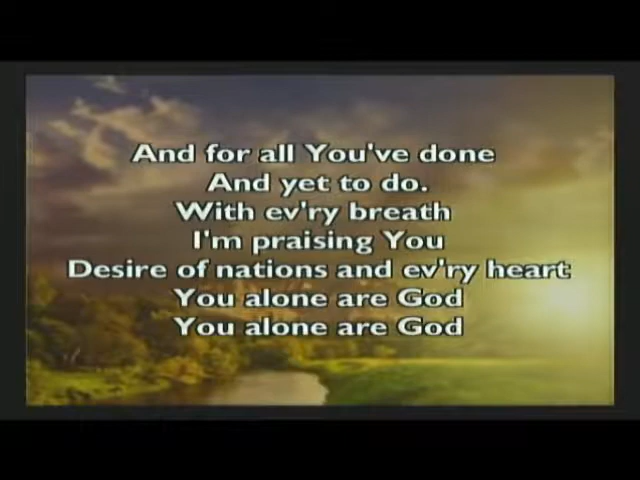 And for all You've done
And yet to do.
With ev'ry breath
I'm praising You
Desire of nations and ev'ry heart
You alone are God
You alone are God